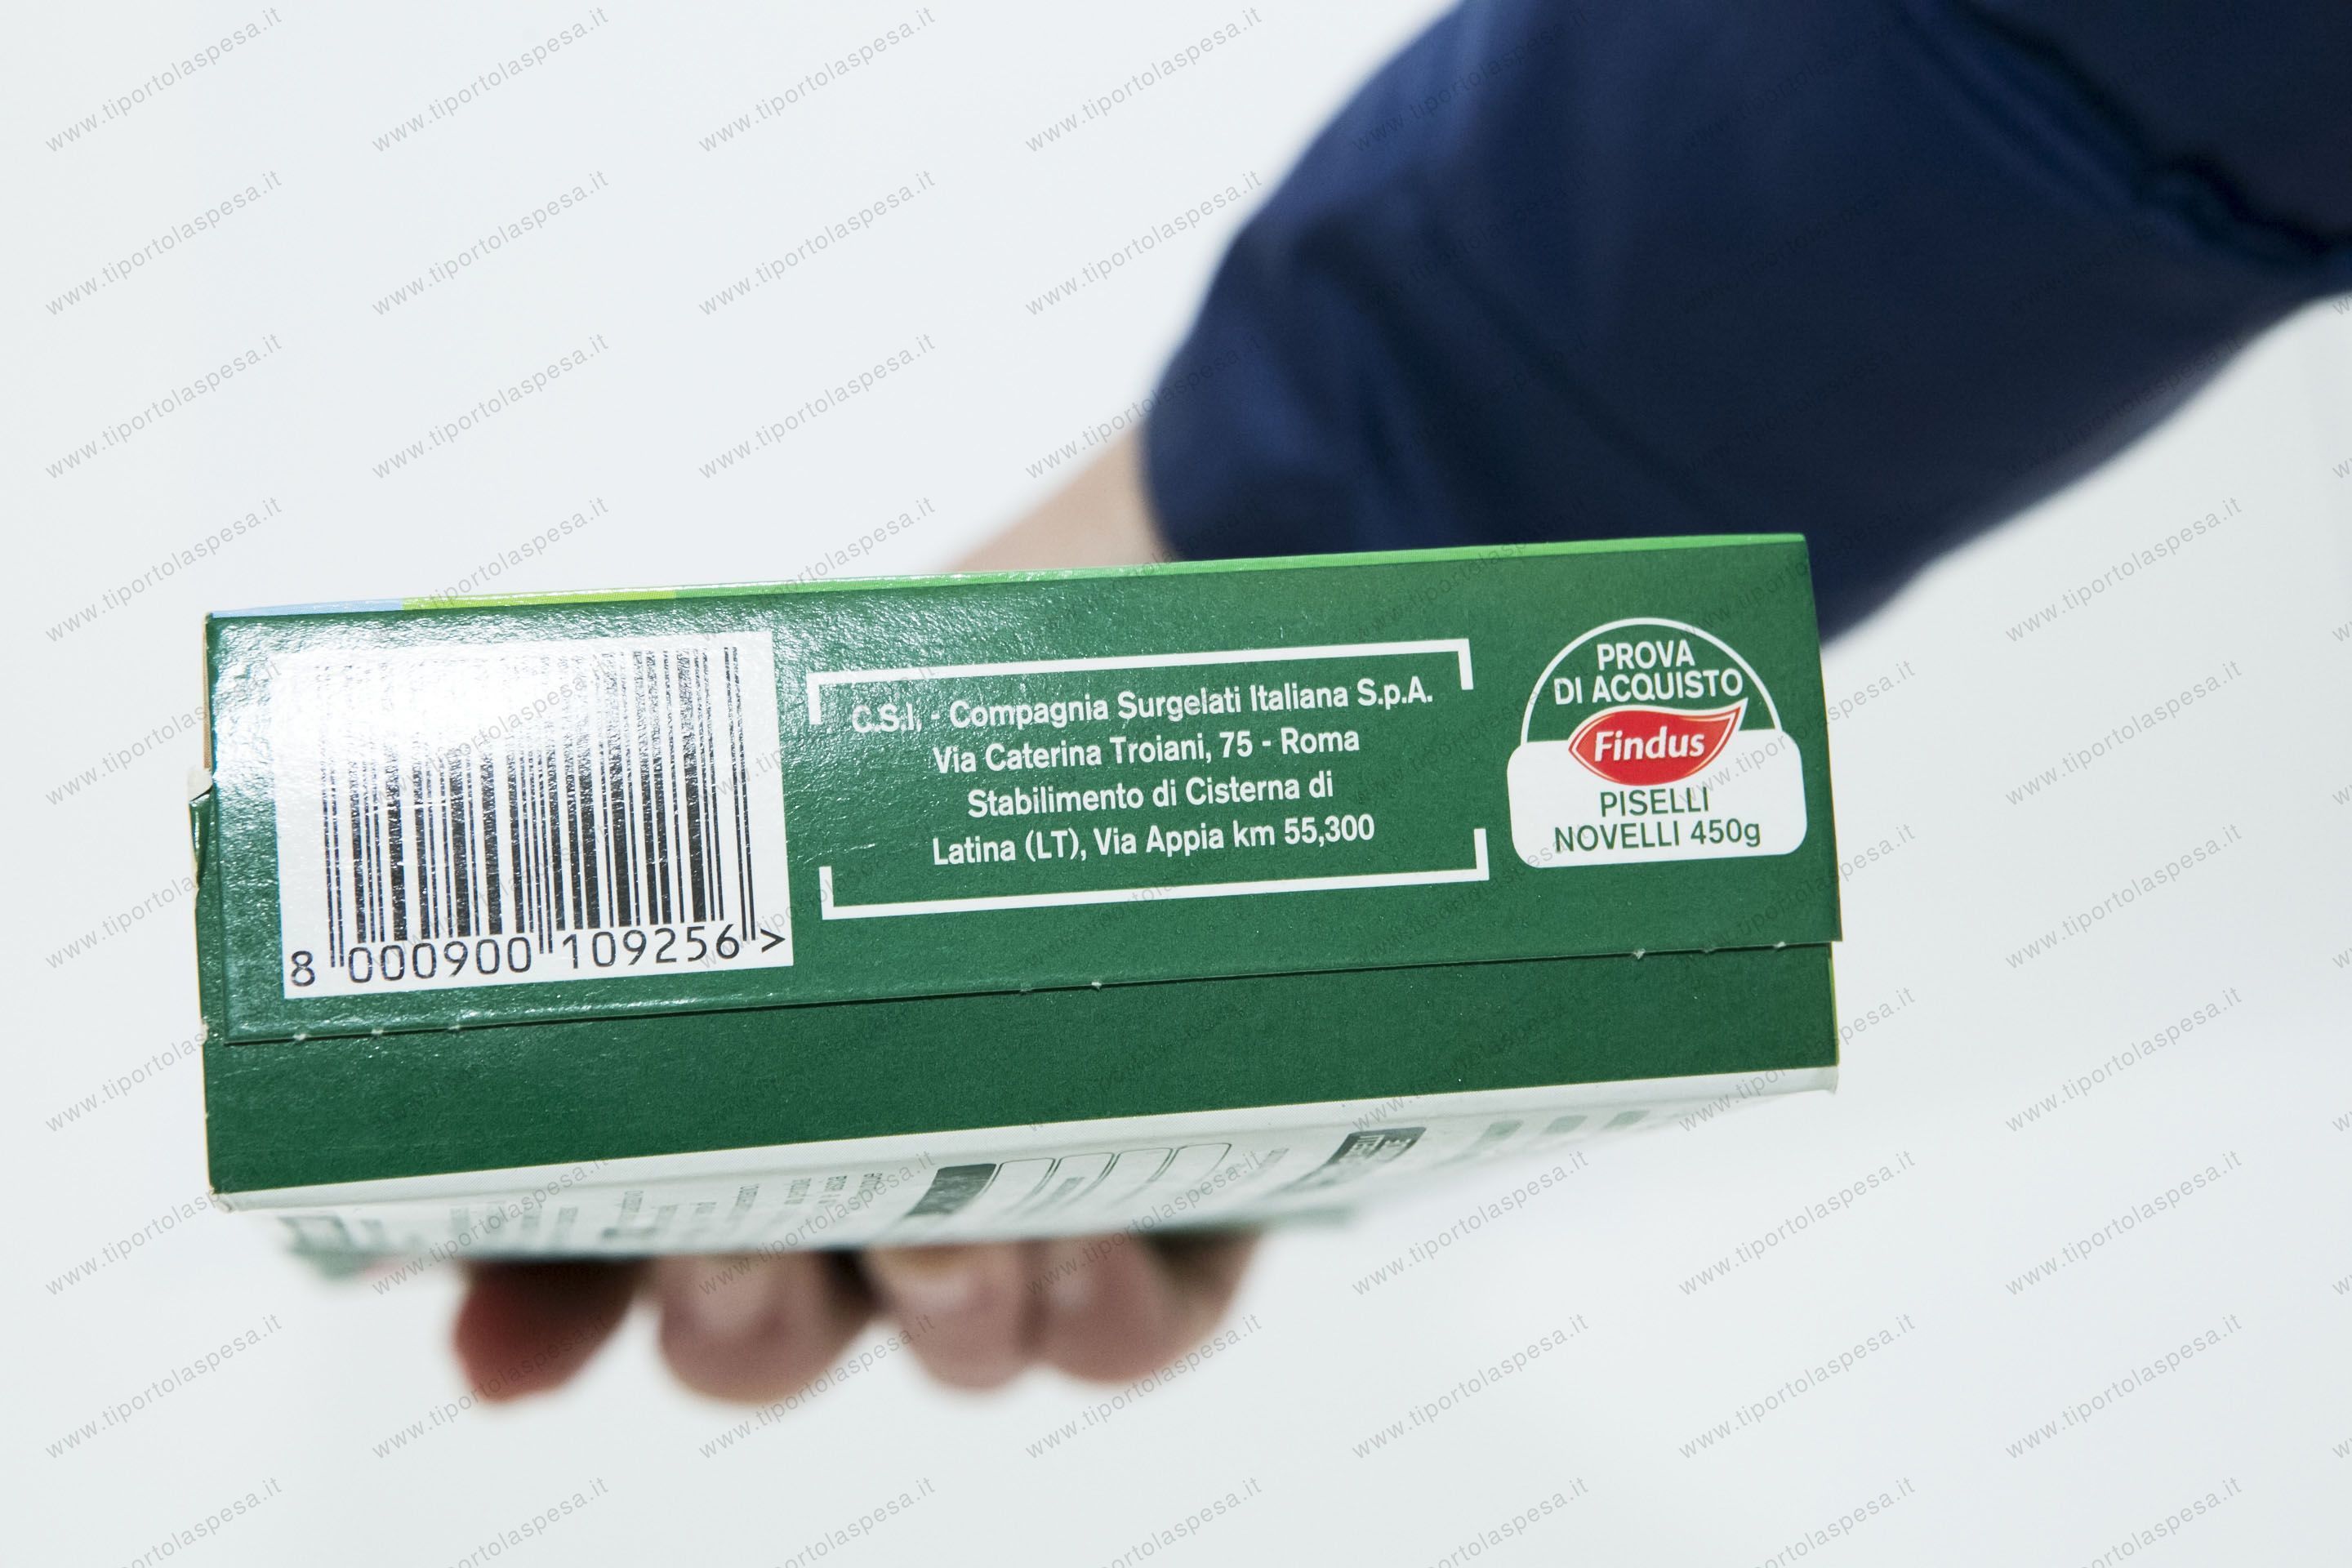 C.S.I. - Compagnia Surgelati Italiana S.p.A.
Via Caterina Troiani, 75 - Roma
Stabilimento di Cisterna di
Latina (LT), Via Appia km 55,300
PROVA
DI ACQUISTO
Findus
PISELLI
NOVELLI 450g
8 000900 109256 >
www.tiportolaspesa.it